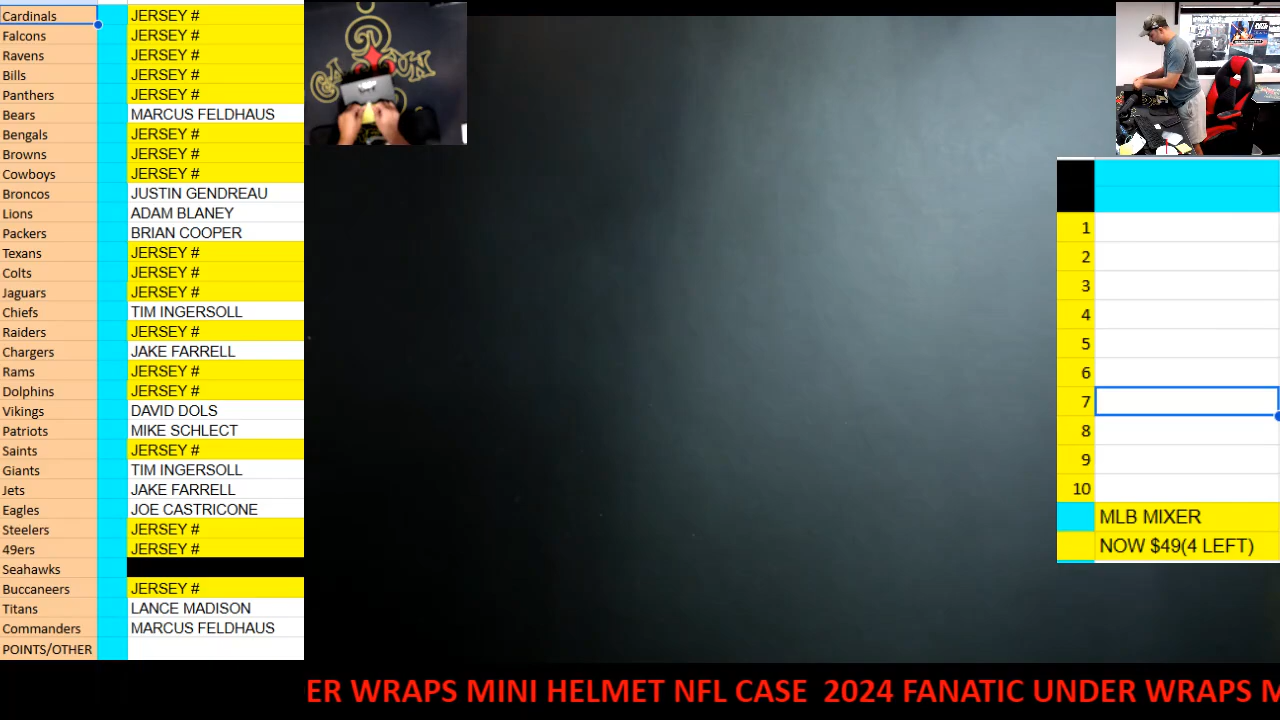 Cardinals JERSEY #
Falcons JERSEY #
Ravens JERSEY #
Bills JERSEY #
Panthers JERSEY #
Bears MARCUS FELDHAUS
Bengals JERSEY #
Browns JERSEY #
Cowboys JERSEY #
Broncos JUSTIN GENDREAU
Lions ADAM BLANEY
Packers BRIAN COOPER
Texans JERSEY #
Colts JERSEY #
Jaguars JERSEY #
Chiefs TIM INGERSOLL
Raiders JERSEY #
Chargers JAKE FARRELL
Rams JERSEY #
Dolphins JERSEY #
Vikings DAVID DOLS
Patriots MIKE SCHLECT
Saints JERSEY #
Giants TIM INGERSOLL
Jets JAKE FARRELL
Eagles JOE CASTRICONE
Steelers JERSEY #
49ers JERSEY #
Seahawks
Buccaneers JERSEY #
Titans LANCE MADISON
Commanders MARCUS FELDHAUS
POINTS/OTHER
1
2
3
4
5
6
7
8
9
10
MLB MIXER
NOW $49(4 LEFT)
ER WRAPS MINI HELMET NFL CASE 2024 FANATIC UNDER WRAPS M